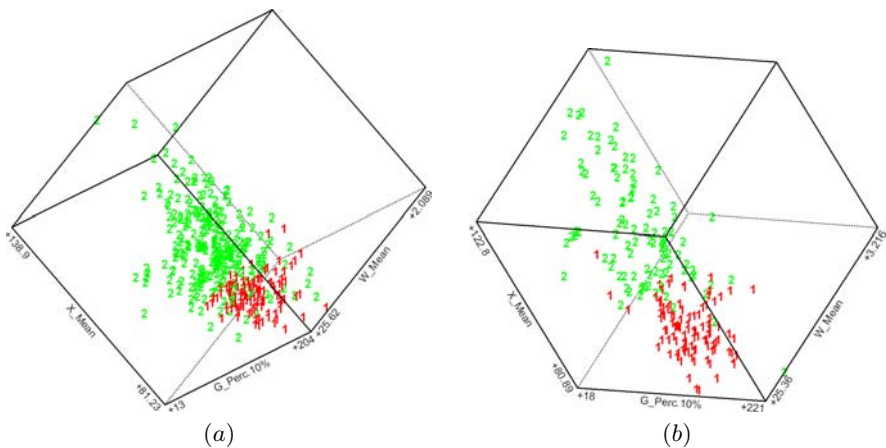 +138.9
X_Mean
+81.23
+13
G_Perc.10%
+204
+25.62
W_Mean
+2.089
(a)
+122.8
X_Mean
+80.89
+18
G_Perc.10%
+221
+25.36
W_Mean
+3.216
(b)